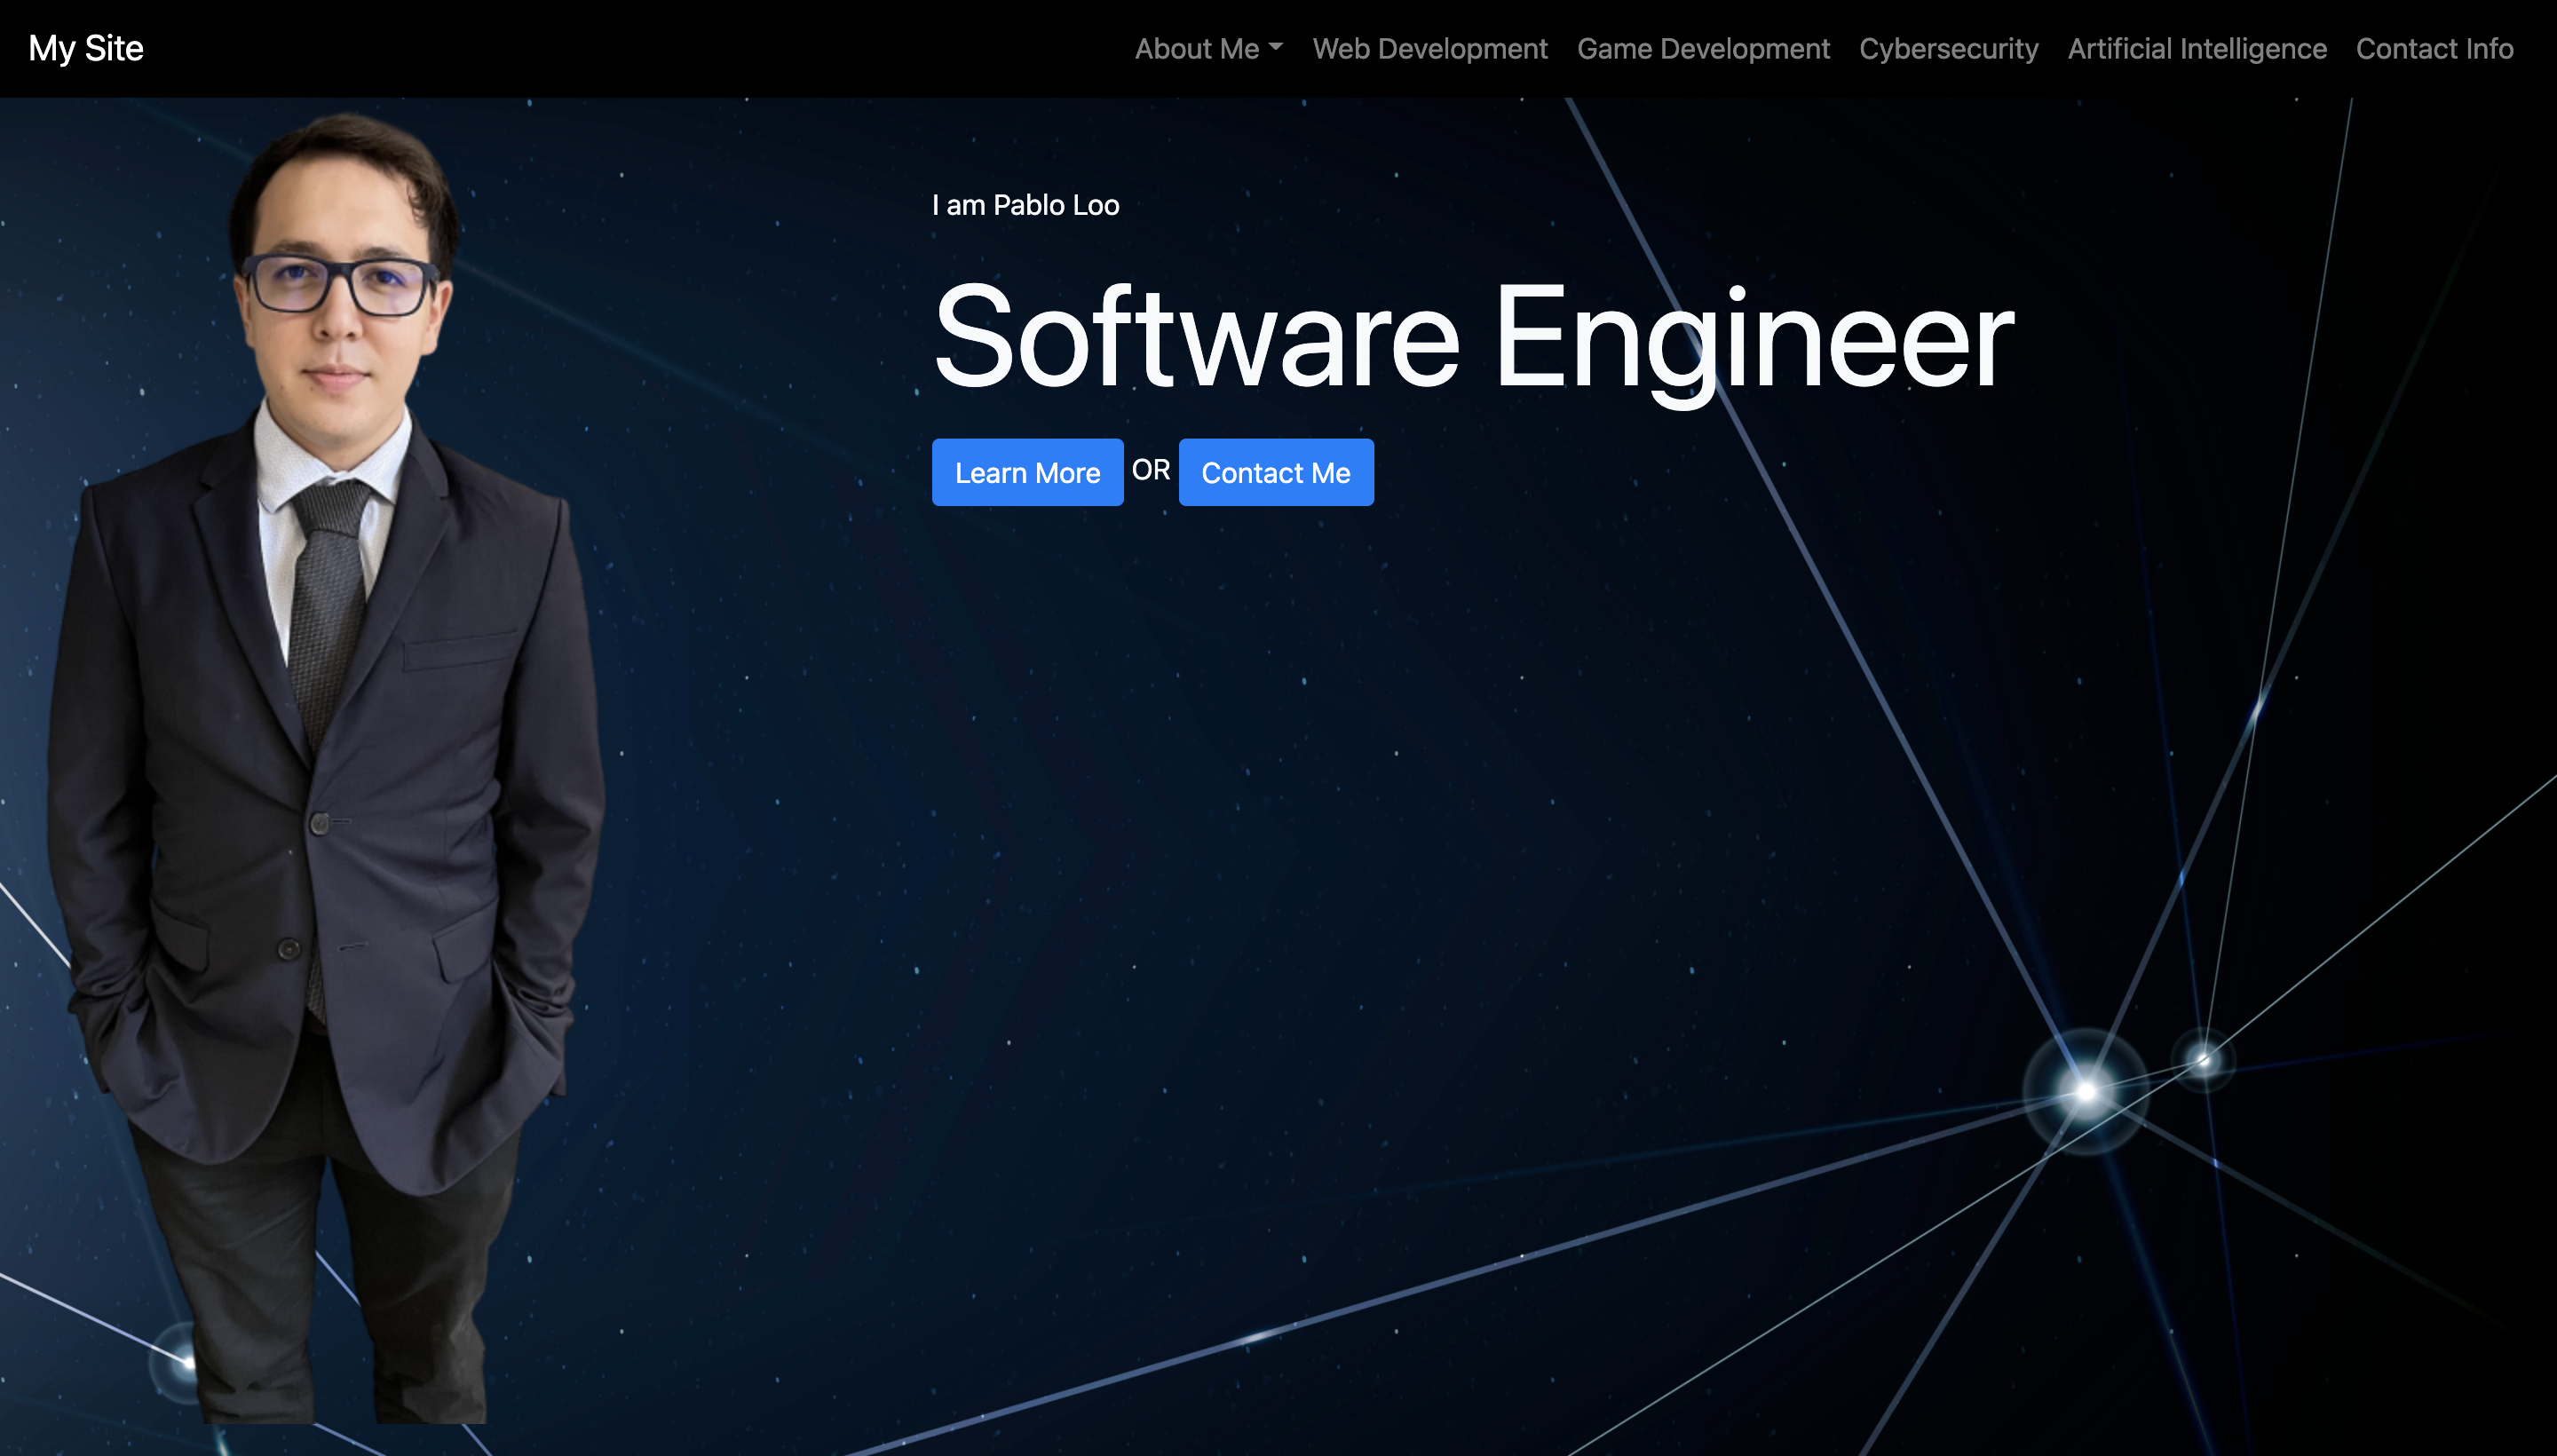 My Site
About Me Web Development Game Development Cybersecurity Artificial Intelligence Contact Info
I am Pablo Loo
Software Engineer
Learn More OR Contact Me